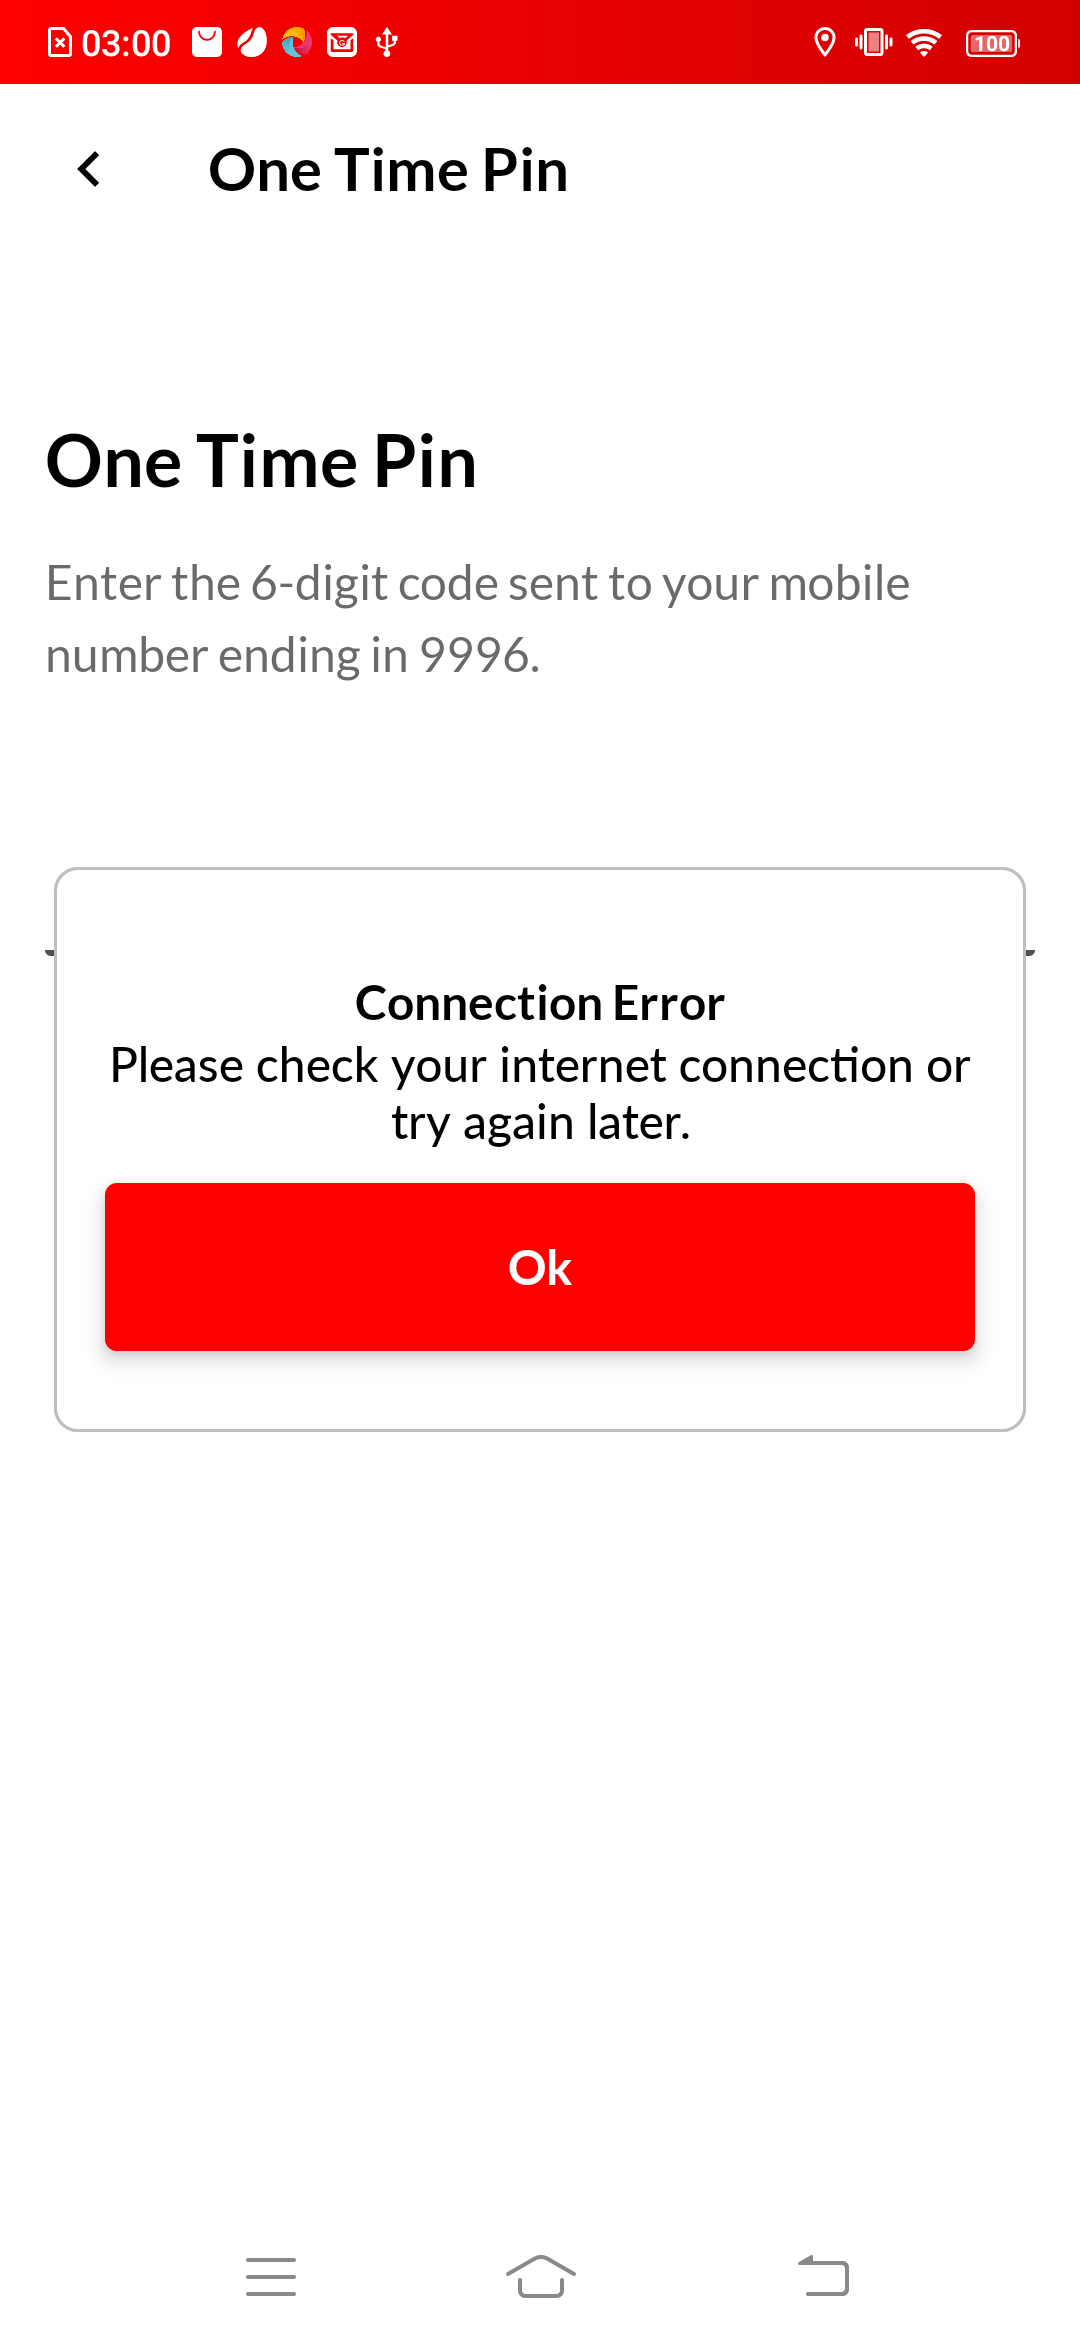 03:00
100
One Time Pin
One Time Pin
Enter the 6-digit code sent to your mobile
number ending in 9996.
Connection Error
Please check your internet connection or
try again later.
Ok